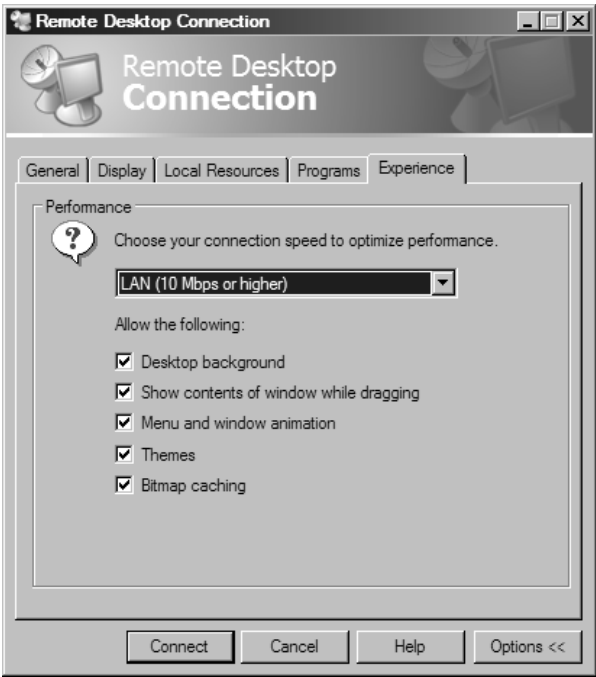 Remote Desktop Connection
Remote Desktop
Connection
General Display Local Resources Programs Experience
Performance
?
Choose your connection speed to optimize performance.
LAN (10 Mbps or higher)
Allow the following:
Desktop background
Show contents of window while dragging
Menu and window animation
Themes
Bitmap caching
Connect Cancel Help Options <<